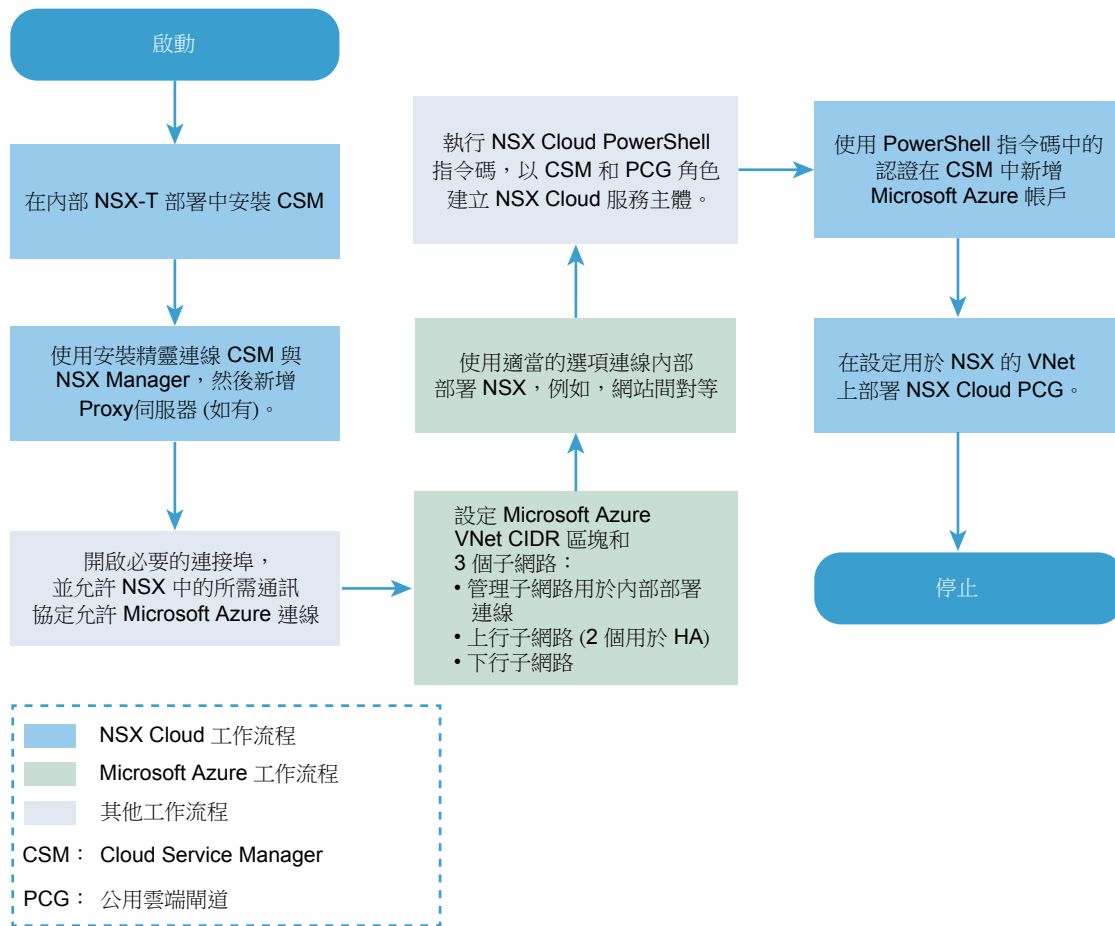 啟動
在內部 NSX-T 部署中安裝 CSM
使用安裝精靈連線 CSM 與
NSX Manager，然後新增
Proxy伺服器 (如有)。
開啟必要的連接埠，
並允許 NSX 中的所需通訊
協定允許 Microsoft Azure 連線
設定 Microsoft Azure
VNet CIDR 區塊和
3 個子網路：
• 管理子網路用於內部部署
連線
• 上行子網路 (2 個用於 HA)
• 下行子網路
使用適當的選項連線內部
部署 NSX，例如，網站間對等
執行 NSX Cloud PowerShell
指令碼，以 CSM 和 PCG 角色
建立 NSX Cloud 服務主體。
使用 PowerShell 指令碼中的
認證在 CSM 中新增
Microsoft Azure 帳戶
在設定用於 NSX 的 VNet
上部署 NSX Cloud PCG。
停止
NSX Cloud 工作流程
Microsoft Azure 工作流程
其他工作流程
CSM： Cloud Service Manager
PCG： 公用雲端閘道